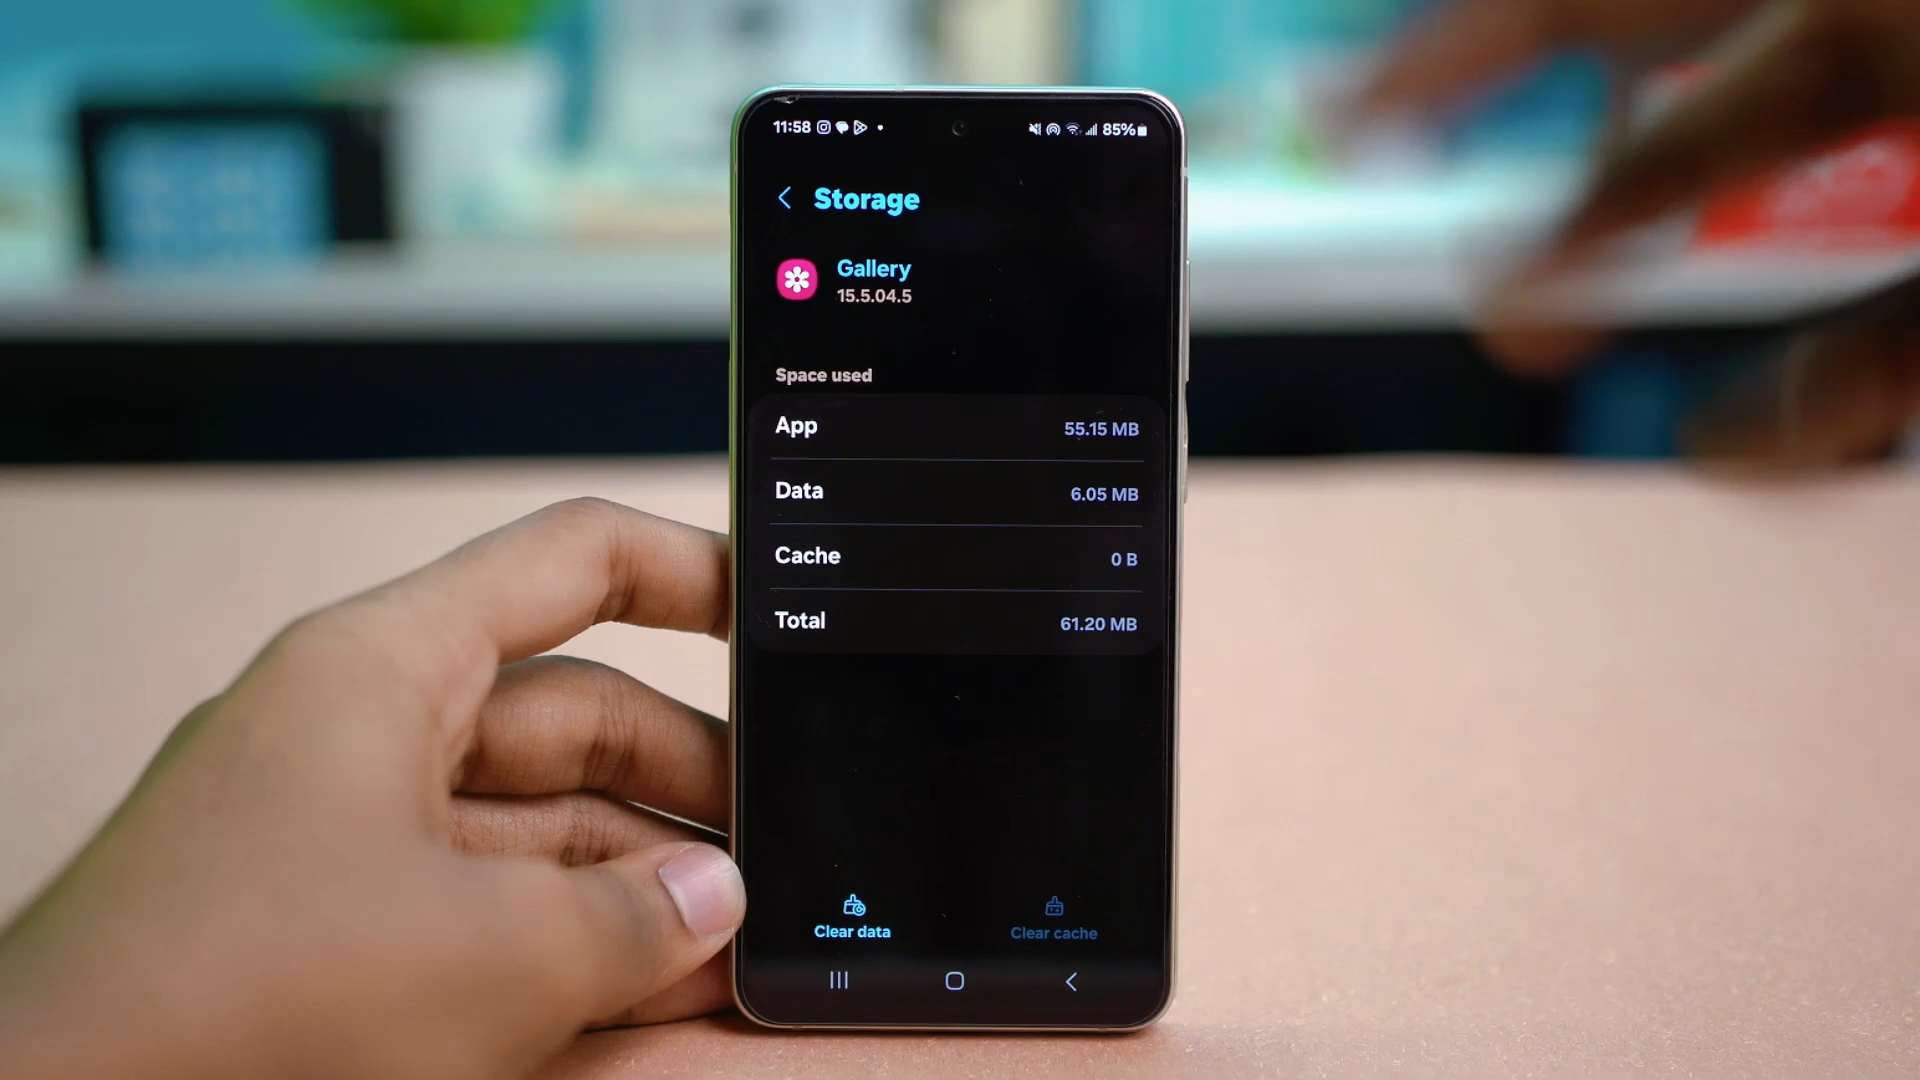 11:58 85%
Storage
Gallery
15.5.04.5
Space used
App 55.15 MB
Data 6.05 MB
Cache 0 B
Total 61.20 MB
Clear data Clear cache